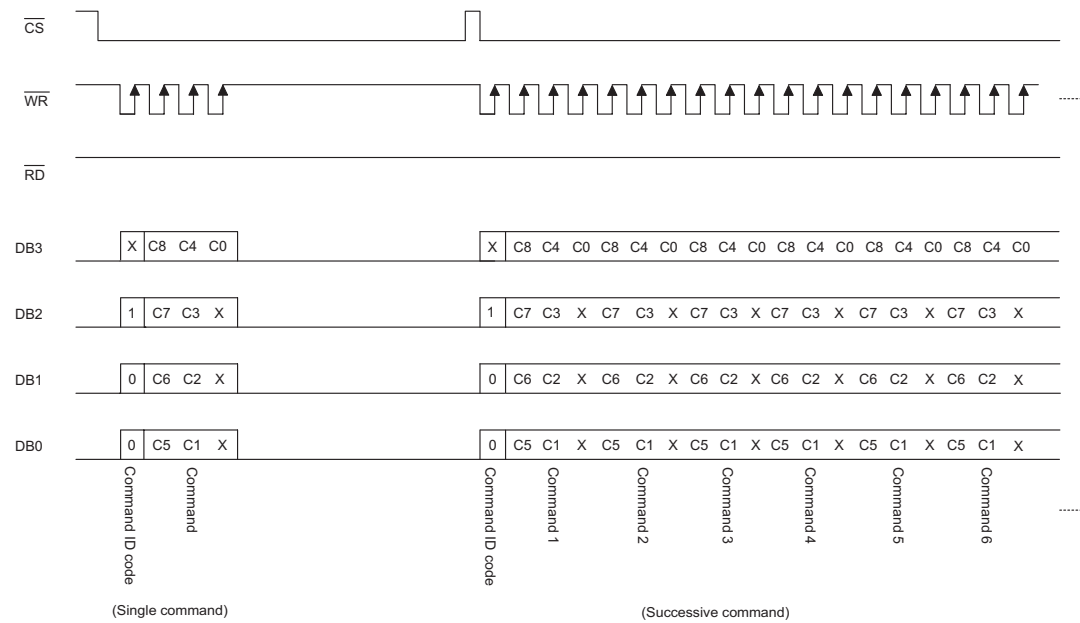 CS
WR
RD
DB3 X C8 C4 C0 X C8 C4 C0 C8 C4 C0 C8 C4 C0 C8 C4 C0 C8 C4 C0 C8 C4 C0
DB2 1 C7 C3 X 1 C7 C3 X C7 C3 X C7 C3 X C7 C3 X C7 C3 X C7 C3 X
DB1 0 C6 C2 X 0 C6 C2 X C6 C2 X C6 C2 X C6 C2 X C6 C2 X C6 C2 X
DB0 0 C5 C1 X 0 C5 C1 X C5 C1 X C5 C1 X C5 C1 X C5 C1 X C5 C1 X
Command ID code
Command
Command ID code
Command 1
Command 2
Command 3
Command 4
Command 5
Command 6
(Single command)
(Successive command)